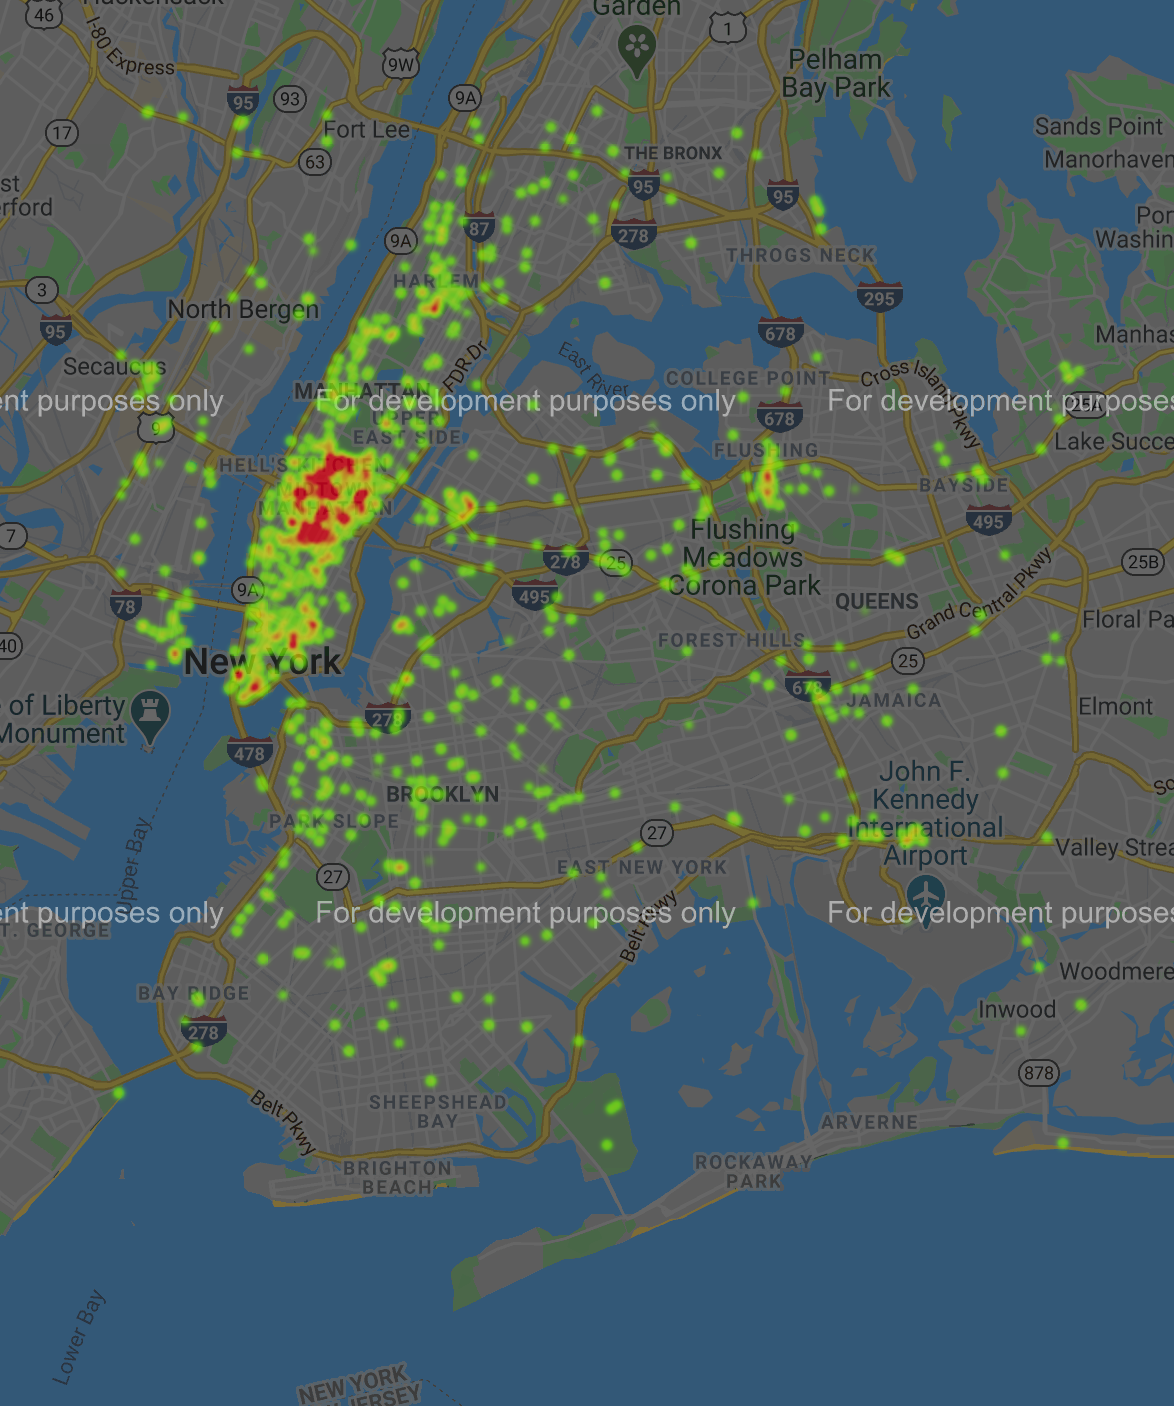 46
Garden
1
I-80 Express
9W
Pelham
Bay Park
95
93
9A
17
Fort Lee
Sands Point
63
THE BRONX
Manorhaven
95
95
st
erford
87
278
9A
Por
Washin
THROGS NECK
HARLEM
3
North Bergen
295
95
678
Manhas
Secaucus
East River
FDR Dr
COLLEGE POINT
Cross Island Pkwy
MANHATTAN
ent purposes only
For development purposes only
For development purposes
25A
UPPER
EAST SIDE
678
9
Lake Succe
FLUSHING
HELL'S KITCHEN
BAYSIDE
MIDTOWN
MANHATTAN
495
7
Flushing
Meadows
Corona Park
278
25
25B
9A
495
78
QUEENS
Grand Central Pkwy
Floral Pa
40
FOREST HILLS
New York
25
678
JAMAICA
e of Liberty
Monument
278
Elmont
478
John F.
Kennedy
International
Airport
BROOKLYN
So
PARK SLOPE
27
Valley Strea
Upper Bay
EAST NEW YORK
27
ent purposes only
For development purposes only
For development purposes
T. GEORGE
Belt Pkwy
Woodmere
BAY RIDGE
Inwood
278
878
Belt Pkwy
SHEEPSHEAD
BAY
ARVERNE
BRIGHTON
BEACH
ROCKAWAY
PARK
Lower Bay
NEW YORK